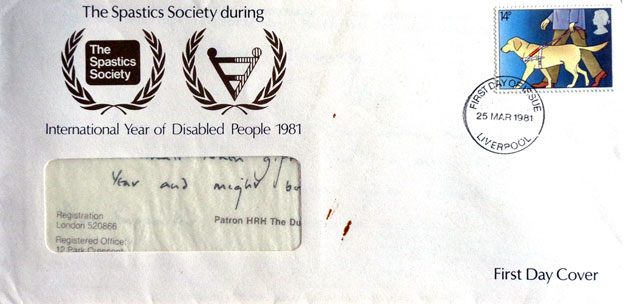 The Spastics Society during
The
Spastics
Society
International Year of Disabled People 1981
14P
FIRST DAY OF ISSUE
25 MAR 1981
LIVERPOOL
Year and might
Registration
London 520866
Patron HRH The Du
Registered Office:
12 Park
First Day Cover